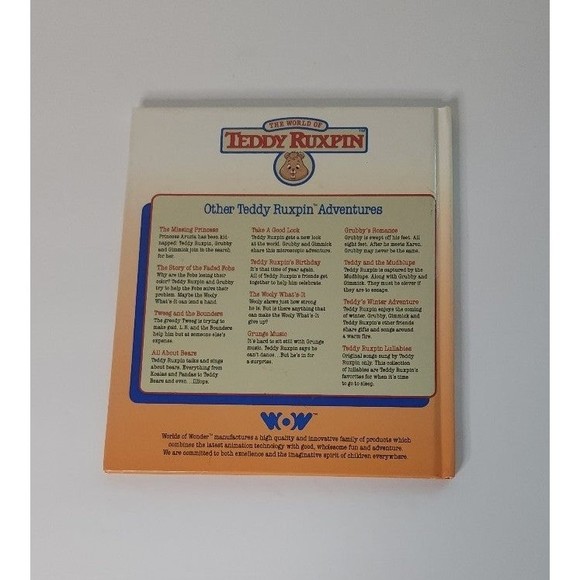 THE WORLD OF
TEDDY RUXPIN™
Other Teddy Ruxpin™ Adventures
The Missing Princess
Princess Aruzia has been kid-
napped! Teddy Ruxpin, Grubby
and Gimmick join in the search
for her.
The Story of the Faded Fobs
Why are the Fobs losing their
color? Teddy Ruxpin and Grubby
try to help the Fobs solve their
problem. Maybe the Wooly
What's-It can lend a hand.
Tweeg and the Bounders
The greedy Tweeg is trying to
make gold. L.B. and the Bounders
help him but at someone else's
expense.
All About Bears
Teddy Ruxpin talks and sings
about bears. Everything from
Koalas and Pandas to Teddy
Bears and even. . .Illiops.
Take A Good Look
Teddy Ruxpin gets a new look
at the world. Grubby and Gimmick
share this microscopic adventure.
Teddy Ruxpin's Birthday
It's that time of year again.
All of Teddy Ruxpin's friends get
together to help him celebrate.
The Wooly What's-It
Wooly shows just how strong
he is. But is there anything that
can make the Wooly What's-It
give up?
Grunge Music
It's hard to sit still with Grunge
music. Teddy Ruxpin says he
can't dance. . .But he's in for
a surprise.
Grubby's Romance
Grubby is swept off his feet. All
eight feet. After he meets Karen,
Grubby may never be the same.
Teddy and the Mudblups
Teddy Ruxpin is captured by the
Mudblups. Along with Grubby and
Gimmick. They must be clever if
they are to escape.
Teddy's Winter Adventure
Teddy Ruxpin enjoys the coming
of winter. Grubby, Gimmick and
Teddy Ruxpin's other friends
share gifts and songs around
a warm fire.
Teddy Ruxpin Lullabies
Original songs sung by Teddy
Ruxpin only. This collection
of lullabies are Teddy Ruxpin's
favorites for when it's time
to go to sleep.
WOW™
Worlds of Wonder™ manufactures a high quality and innovative family of products which
combines the latest animation technology with good, wholesome fun and adventure.
We are committed to both excellence and the imaginative spirit of children everywhere.